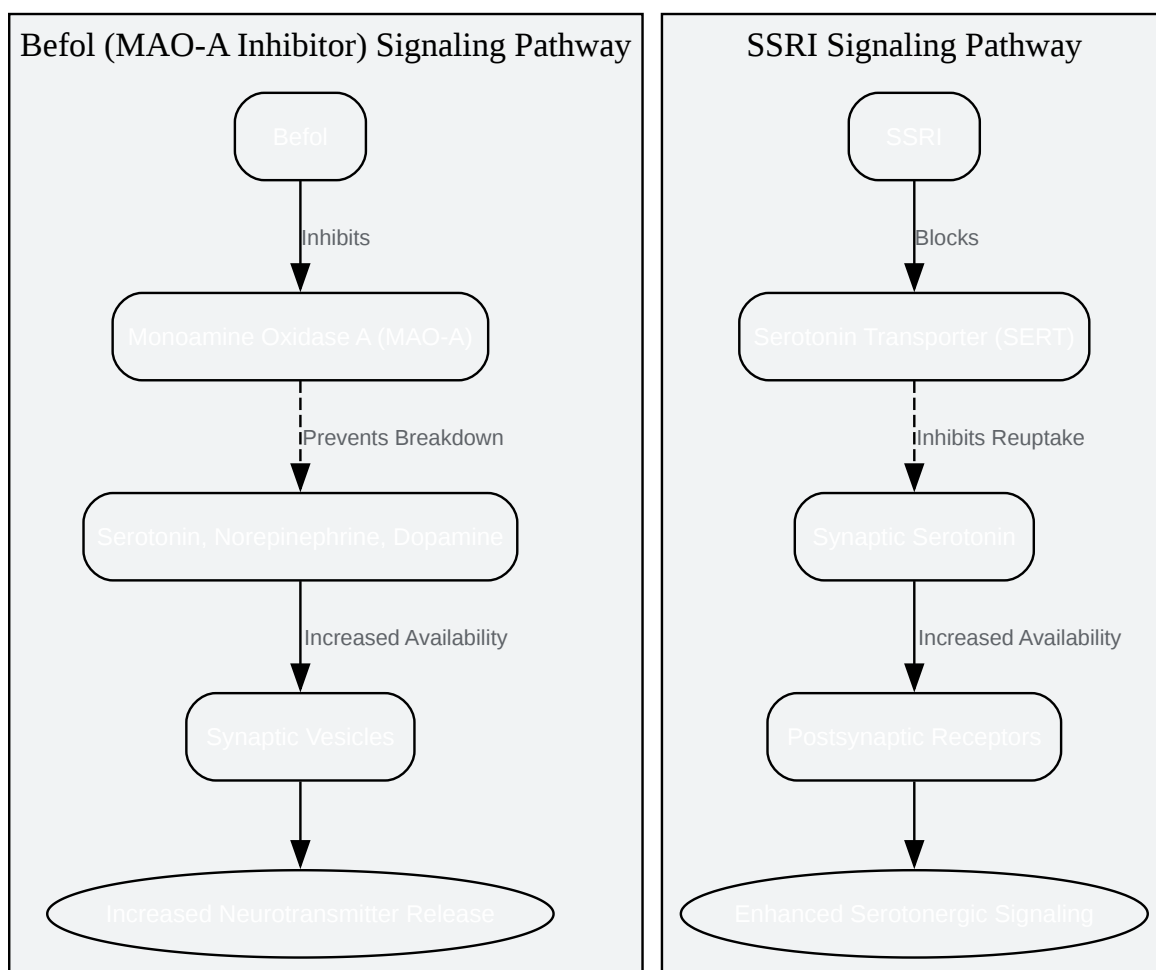 Befol (MAO-A Inhibitor) Signaling Pathway
Befol
Inhibits
Monoamine Oxidase A (MAO-A)
Prevents Breakdown
Serotonin, Norepinephrine, Dopamine
Increased Availability
Synaptic Vesicles
Increased Neurotransmitter Release
SSRI Signaling Pathway
SSRI
Blocks
Serotonin Transporter (SERT)
Inhibits Reuptake
Synaptic Serotonin
Increased Availability
Postsynaptic Receptors
Enhanced Serotonergic Signaling